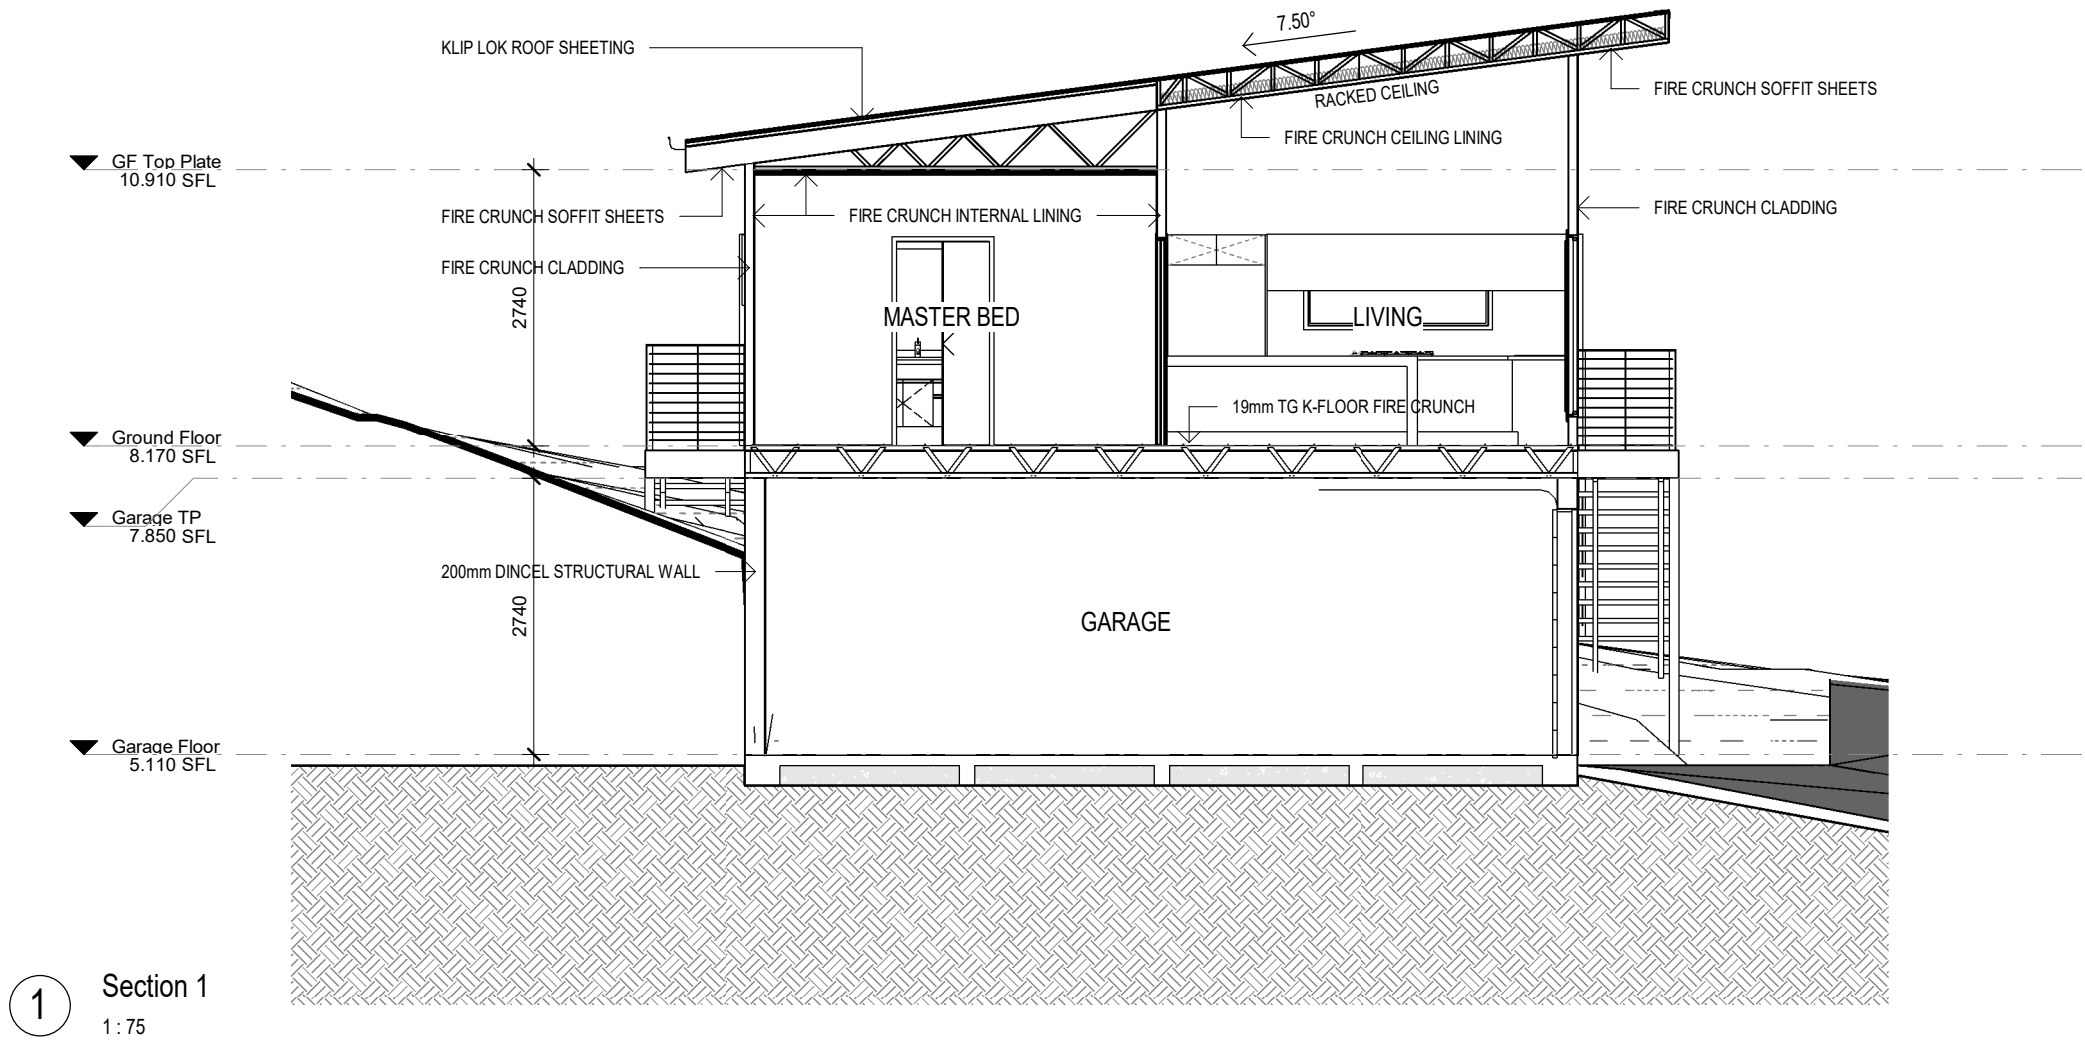 7.50°
KLIP LOK ROOF SHEETING
FIRE CRUNCH SOFFIT SHEETS
RACKED CEILING
FIRE CRUNCH CEILING LINING
GF Top Plate
10.910 SFL
FIRE CRUNCH SOFFIT SHEETS
FIRE CRUNCH INTERNAL LINING
FIRE CRUNCH CLADDING
FIRE CRUNCH CLADDING
2740
MASTER BED
LIVING
19mm TG K-FLOOR FIRE CRUNCH
Ground Floor
8.170 SFL
Garage TP
7.850 SFL
200mm DINCEL STRUCTURAL WALL
2740
GARAGE
Garage Floor
5.110 SFL
1
Section 1
1 : 75